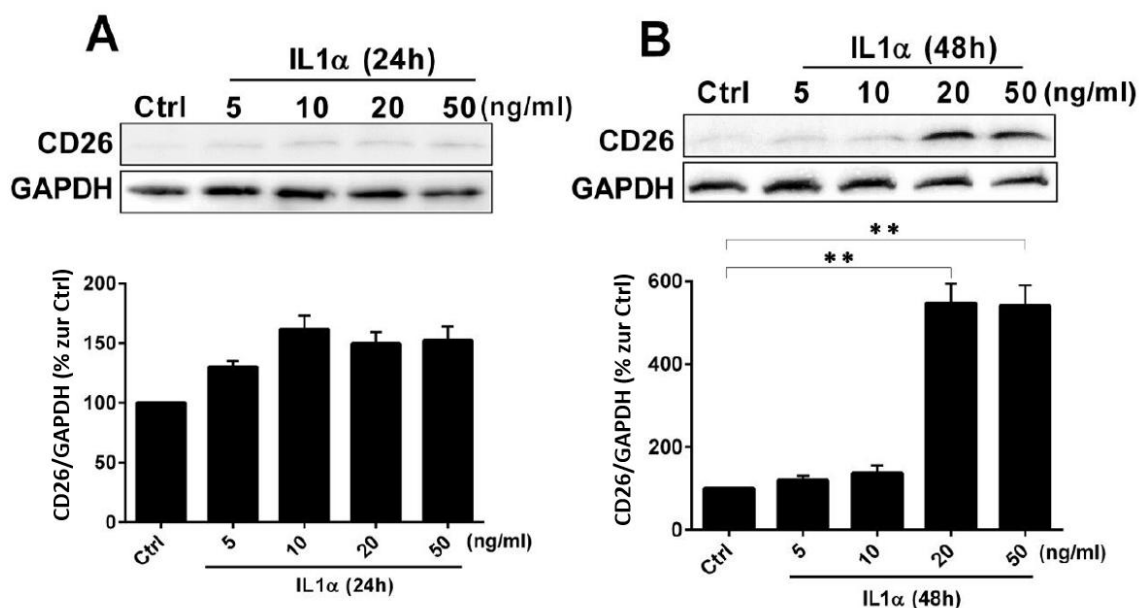 A
IL1α (24h)
Ctrl 5 10 20 50 (ng/ml)
CD26
GAPDH
CD26/GAPDH (% zur Ctrl)
200
150
100
50
0
Ctrl 5 10 20 50 (ng/ml)
IL1α (24h)
B
IL1α (48h)
Ctrl 5 10 20 50 (ng/ml)
CD26
GAPDH
**
**
CD26/GAPDH (% zur Ctrl)
600
400
200
0
Ctrl 5 10 20 50 (ng/ml)
IL1α (48h)